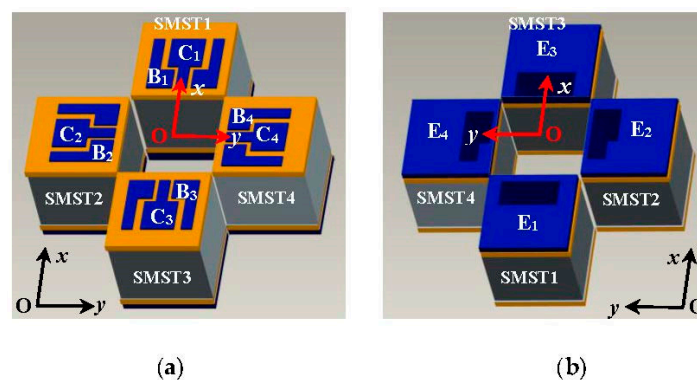 SMST1
C1
B1
x
O
y
B4
C4
C2
B2
SMST2
SMST4
B3
C3
SMST3
x
O
y
(a)
SMST3
E3
x
O
y
E4
E2
SMST4
SMST2
E1
SMST1
x
y
O
(b)